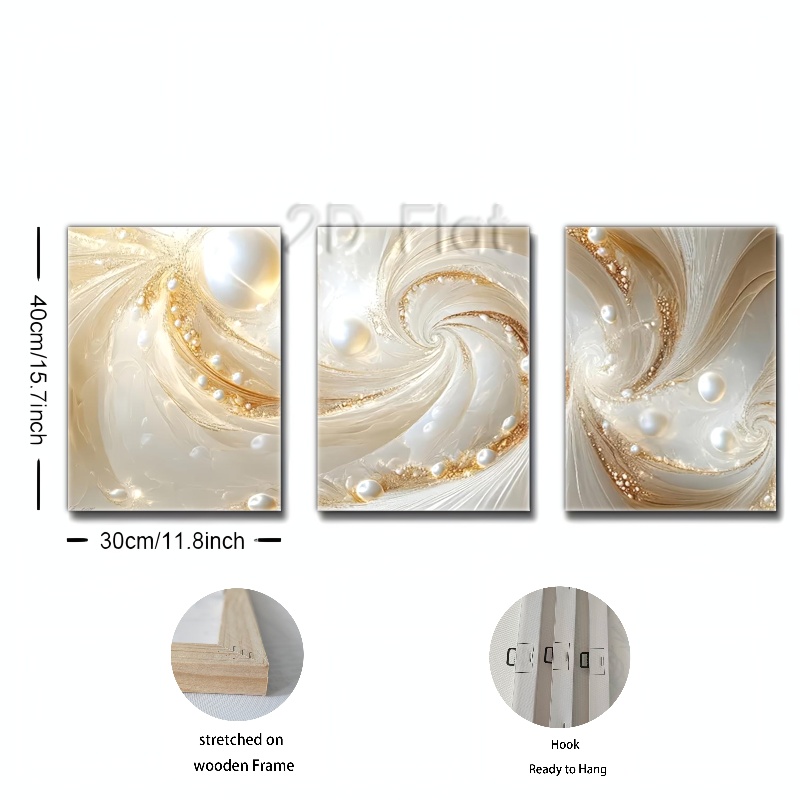 2D Flat
40cm/15.7inch
30cm/11.8inch
stretched on
wooden Frame
Hook
Ready to Hang